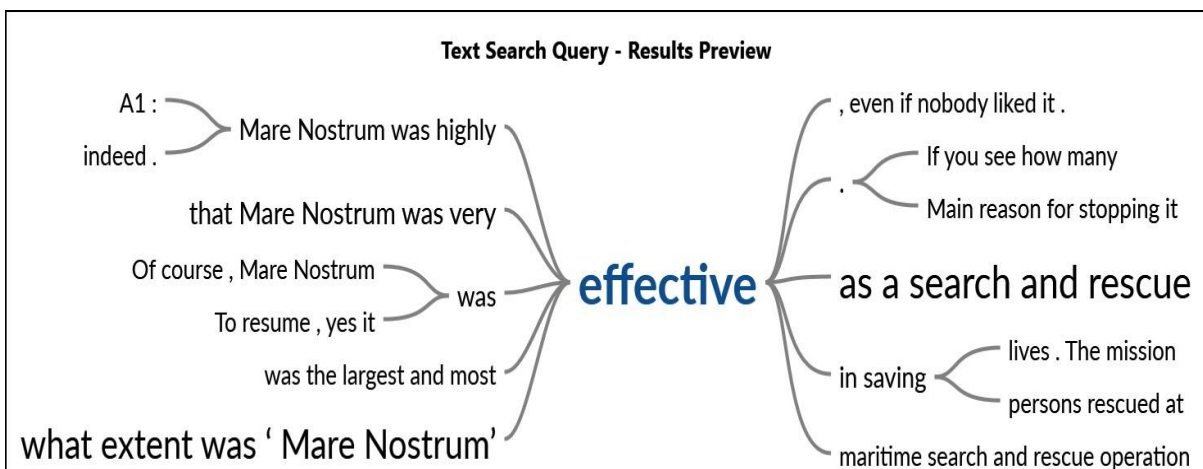 Text Search Query - Results Preview
A1 :
indeed .
Mare Nostrum was highly
that Mare Nostrum was very
Of course , Mare Nostrum
To resume , yes it
was
was the largest and most
what extent was ‘ Mare Nostrum’
effective
, even if nobody liked it .
.
If you see how many
Main reason for stopping it
as a search and rescue
in saving
lives . The mission
persons rescued at
maritime search and rescue operation